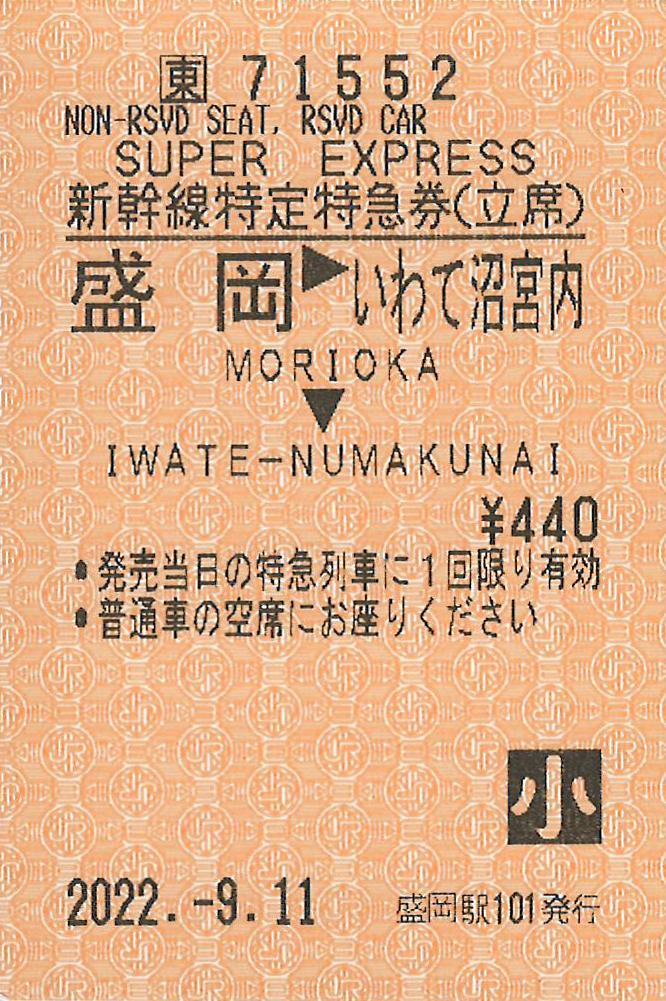 東 71552
NON-RSVD SEAT, RSVD CAR
SUPER EXPRESS
新幹線特定特急券(立席)
盛岡▶いわて沼宮内
MORIOKA
▼
IWATE-NUMAKUNAI
¥440
•発売当日の特急列車に1回限り有効
•普通車の空席にお座りください
小
2022.-9.11 盛岡駅101発行